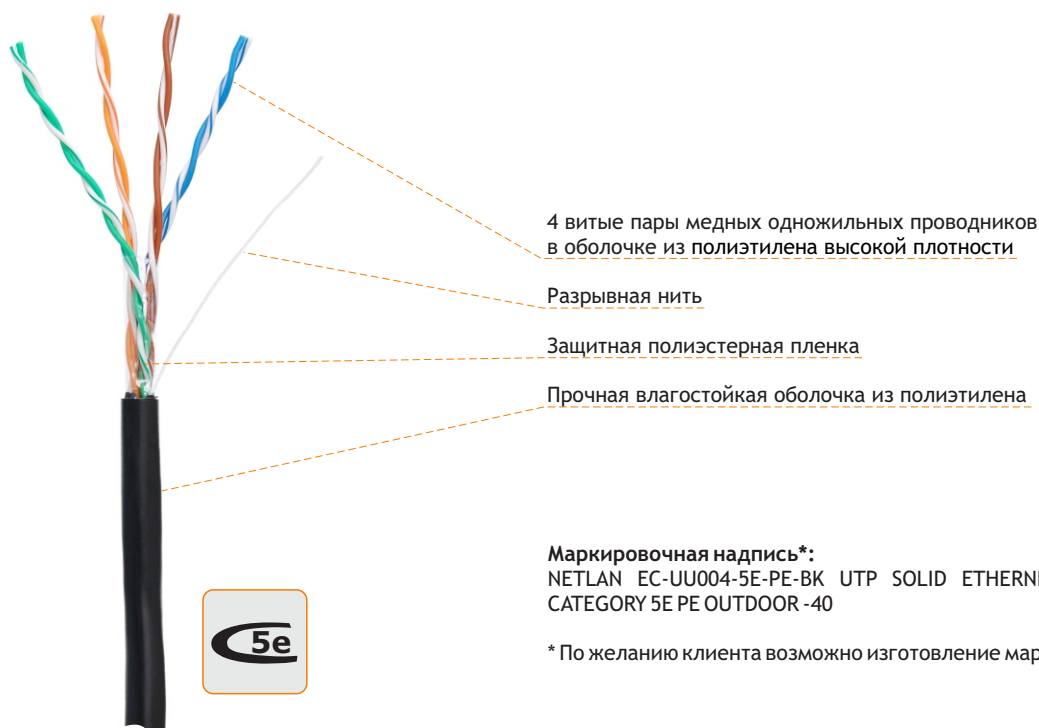 4 витые пары медных одножильных проводников
в оболочке из полиэтилена высокой плотности
Разрывная нить
Защитная полиэстерная пленка
Прочная влагостойкая оболочка из полиэтилена
Маркировочная надпись*:
NETLAN EC-UU004-5E-PE-BK UTP SOLID
CATEGORY 5E PE OUTDOOR -40
* По желанию клиента возможно изготовление
5e